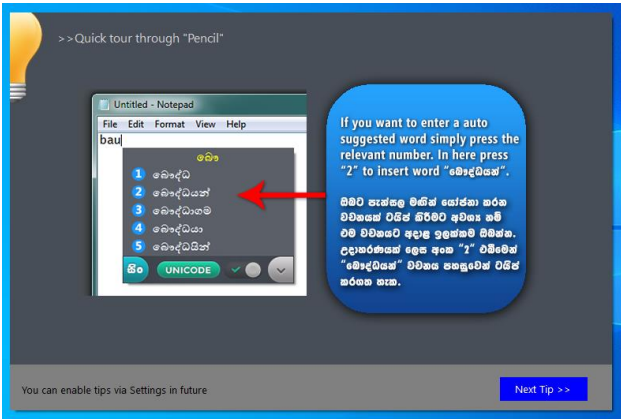 >>Quick tour through "Pencil"
Untitled - Notepad
File Edit Format View Help
bau
බෞ
1 බෞද්ධ
2 බෞද්ධයන්
3 බෞද්ධාගම
4 බෞද්ධයා
5 බෞද්ධයින්
සිං UNICODE
If you want to enter a auto
suggested word simply press the
relevant number. In here press
"2" to insert word "බෞද්ධයන්".
ඔබට පැන්සල මඟින් යෝජනා කරන
වචනයක් ටයිප් කිරීමට අවශ්‍ය නම්
එම වචනයට අදාළ ඉලක්කම ඔබන්න.
උදාහරණයක් ලෙස අංක "2" එබීමෙන්
"බෞද්ධයන්" වචනය පහසුවෙන් ටයිප්
කරගත හැක.
You can enable tips via Settings in future
Next Tip >>